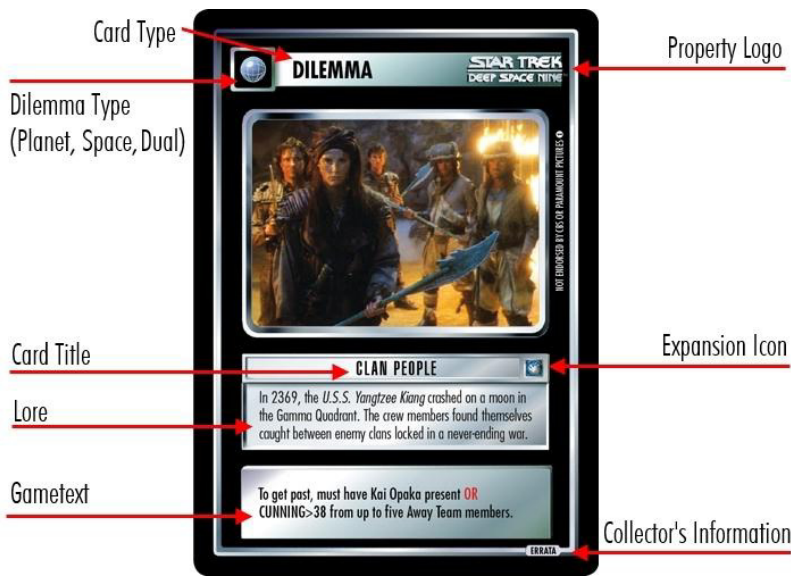 Card Type
Property Logo
DILEMMA
STAR TREK
DEEP SPACE NINE
Dilemma Type
(Planet, Space, Dual)
NOT ENDORSED BY CBS OR PARAMOUNT PICTURES
Card Title
CLAN PEOPLE
Expansion Icon
Lore
In 2369, the U.S.S. Yangtzee Kiang crashed on a moon in
the Gamma Quadrant. The crew members found themselves
caught between enemy clans locked in a never-ending war.
Gametext
To get past, must have Kai Opaka present OR
CUNNING>38 from up to five Away Team members.
Collector's Information
ERRATA